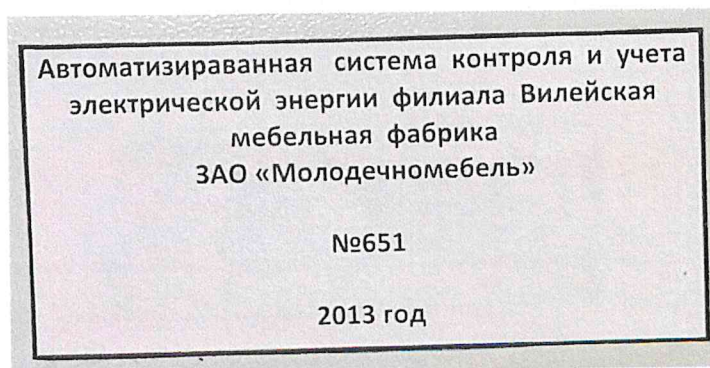 Автоматизираванная система контроля и учета
электрической энергии филиала Вилейская
мебельная фабрика
ЗАО «Молодечномебель»
№651
2013 год